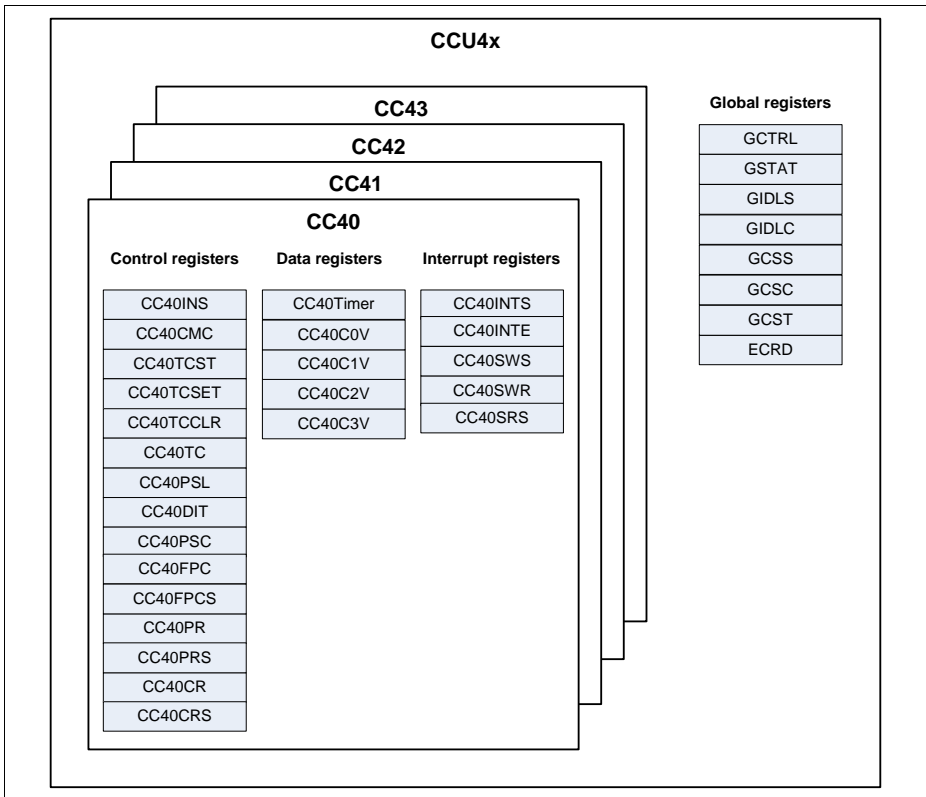 CCU4x
CC43
CC42
CC41
CC40
Control registers
CC40INS
CC40CMC
CC40TCST
CC40TCSET
CC40TCCLR
CC40TC
CC40PSL
CC40DIT
CC40PSC
CC40FPC
CC40FPCS
CC40PR
CC40PRS
CC40CR
CC40CRS
Data registers
CC40Timer
CC40C0V
CC40C1V
CC40C2V
CC40C3V
Interrupt registers
CC40INTS
CC40INTE
CC40SWS
CC40SWR
CC40SRS
Global registers
GCTRL
GSTAT
GIDLS
GIDLC
GCSS
GCSC
GCST
ECRD